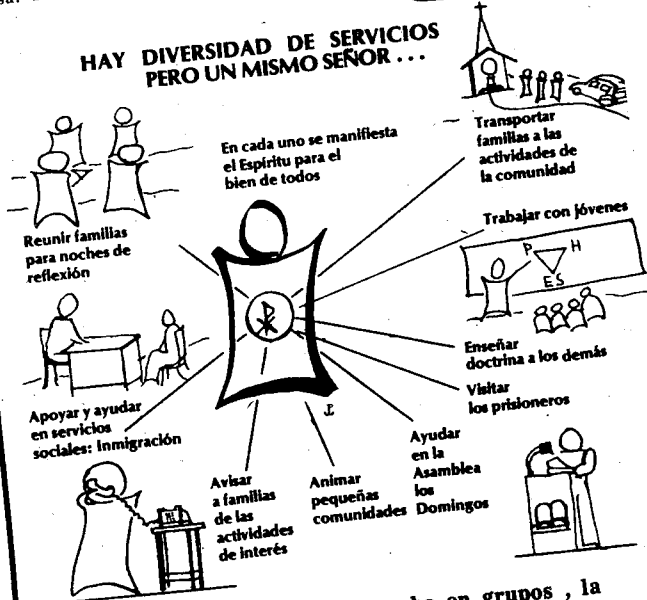 HAY DIVERSIDAD DE SERVICIOS
PERO UN MISMO SEÑOR ...
En cada uno se manifiesta
el Espiritu para el
bien de todos
Transportar
familias a las
actividades de
la comunidad
Reunir familias
para noches de
reflexión
Trabajar con jóvenes
P H
ES
Enseñar
doctrina a los demás
Visitar
los prisioneros
Apoyar y ayudar
en servicios
sociales: Inmigración
Avisar
a familias
de las
actividades
de interés
Animar
pequeñas
comunidades
Ayudar
en la
Asamblea
los
Domingos
en grupos , la